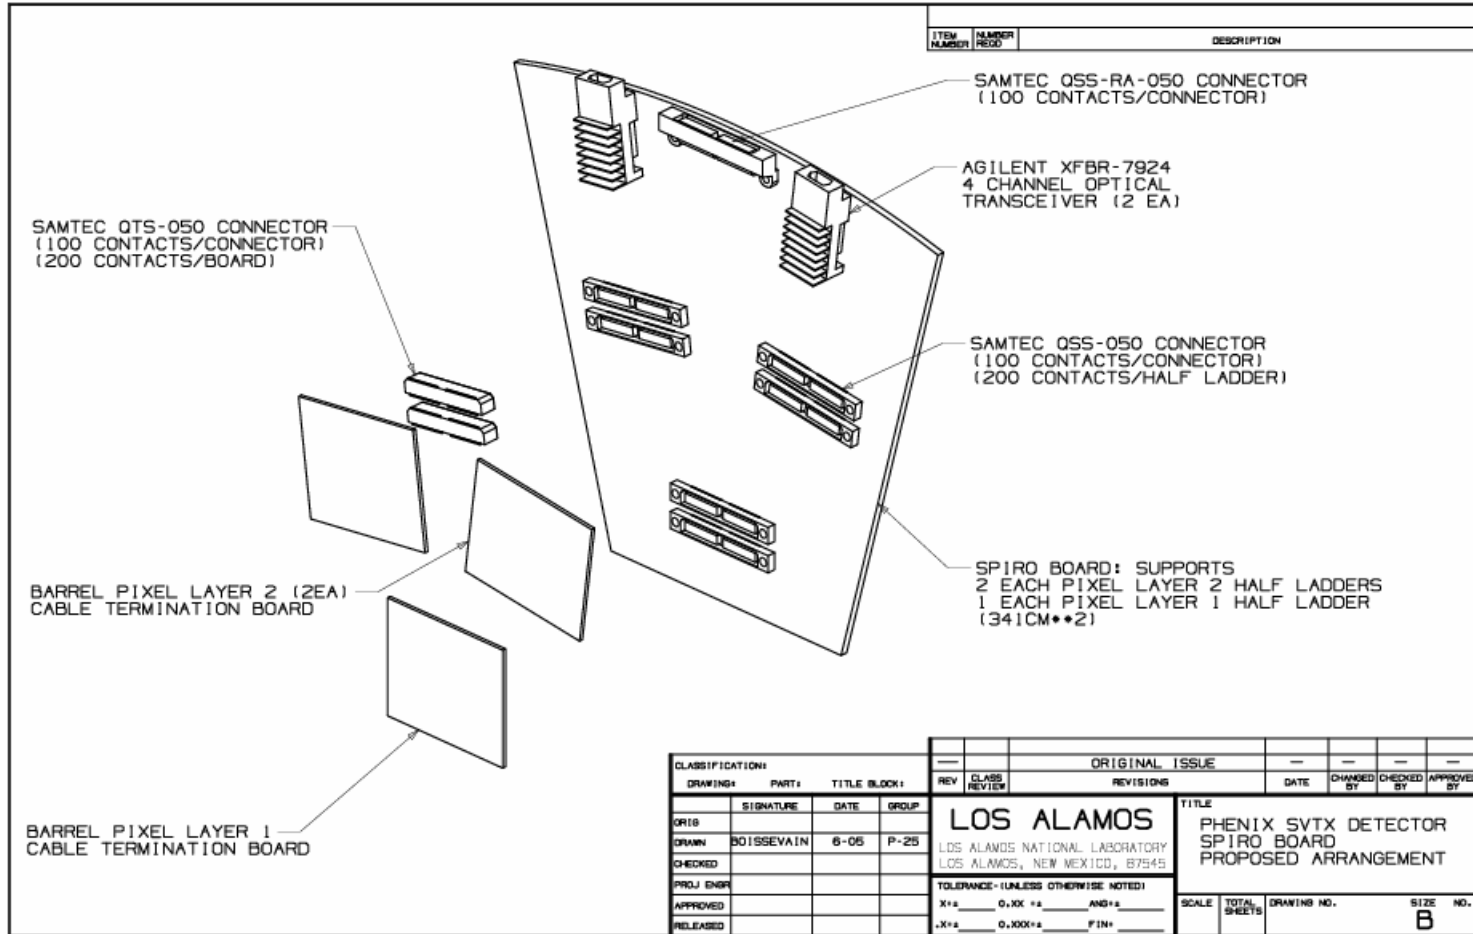 ITEM NUMBER
NUMBER REQD
DESCRIPTION
SAMTEC QSS-RA-050 CONNECTOR
(100 CONTACTS/CONNECTOR)
AGILENT XFBR-7924
4 CHANNEL OPTICAL
TRANSCEIVER (2 EA)
SAMTEC QTS-050 CONNECTOR
(100 CONTACTS/CONNECTOR)
(200 CONTACTS/BOARD)
SAMTEC QSS-050 CONNECTOR
(100 CONTACTS/CONNECTOR)
(200 CONTACTS/HALF LADDER)
BARREL PIXEL LAYER 2 (2EA)
CABLE TERMINATION BOARD
SPIRO BOARD: SUPPORTS
2 EACH PIXEL LAYER 2 HALF LADDERS
1 EACH PIXEL LAYER 1 HALF LADDER
(341CM**2)
BARREL PIXEL LAYER 1
CABLE TERMINATION BOARD
CLASSIFICATION:
DRAWING: PART: TITLE BLOCK:
SIGNATURE DATE GROUP
ORIG
DRAWN BOISSEVAIN 6-05 P-25
CHECKED
PROJ ENGR
APPROVED
RELEASED
— ORIGINAL ISSUE — — — —
REV CLASS REVIEW REVISIONS DATE CHANGED BY CHECKED BY APPROVED BY
LOS ALAMOS
LOS ALAMOS NATIONAL LABORATORY
LOS ALAMOS, NEW MEXICO, 87545
TITLE
PHENIX SVTX DETECTOR
SPIRO BOARD
PROPOSED ARRANGEMENT
TOLERANCE-(UNLESS OTHERWISE NOTED)
X=± 0.XX =± ANG=±
.X=± 0.XXX=± FIN=
SCALE TOTAL SHEETS DRAWING NO. SIZE NO.
B